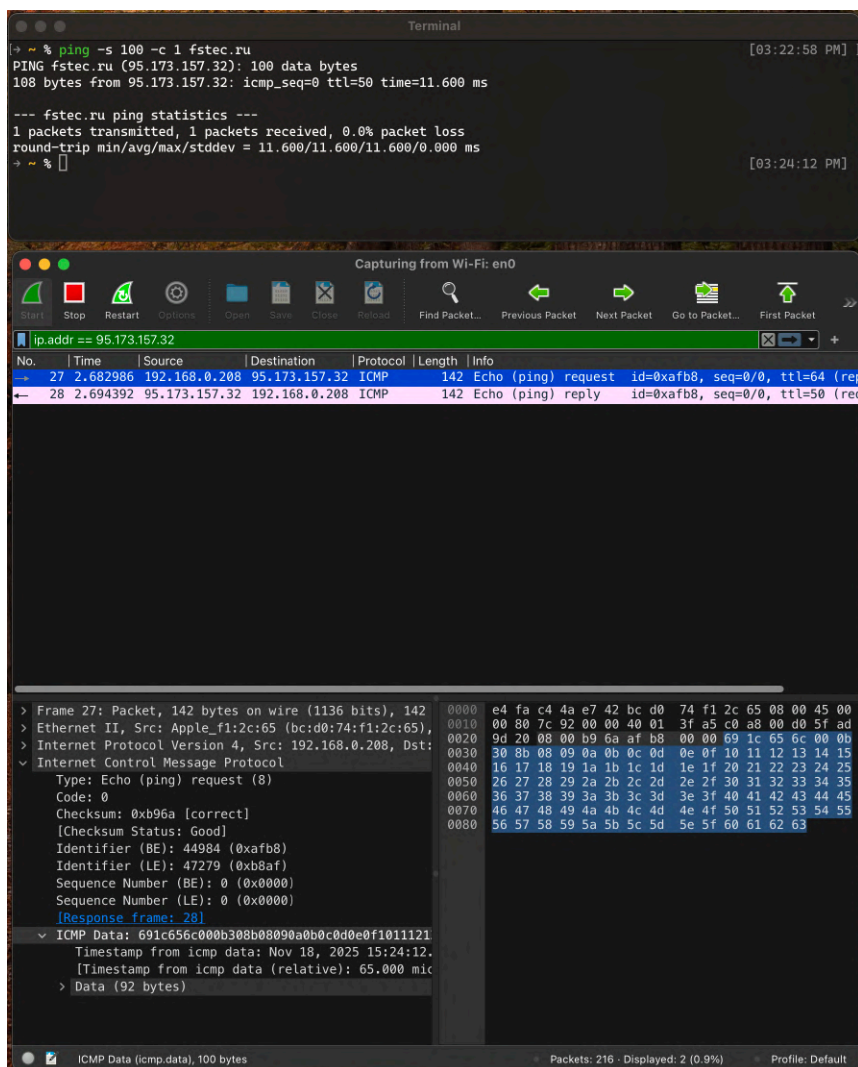 Terminal
[→ ~ % ping -s 100 -c 1 fstec.ru [03:22:58 PM]
PING fstec.ru (95.173.157.32): 100 data bytes
108 bytes from 95.173.157.32: icmp_seq=0 ttl=50 time=11.600 ms
--- fstec.ru ping statistics ---
1 packets transmitted, 1 packets received, 0.0% packet loss
round-trip min/avg/max/stddev = 11.600/11.600/11.600/0.000 ms
→ ~ % [03:24:12 PM]
Capturing from Wi-Fi: en0
Start Stop Restart Options Open Save Close Reload Find Packet... Previous Packet Next Packet Go to Packet... First Packet
ip.addr == 95.173.157.32
No. Time Source Destination Protocol Length Info
27 2.682986 192.168.0.208 95.173.157.32 ICMP 142 Echo (ping) request id=0xafb8, seq=0/0, ttl=64 (rep
28 2.694392 95.173.157.32 192.168.0.208 ICMP 142 Echo (ping) reply id=0xafb8, seq=0/0, ttl=50 (req
> Frame 27: Packet, 142 bytes on wire (1136 bits), 142
> Ethernet II, Src: Apple_f1:2c:65 (bc:d0:74:f1:2c:65),
> Internet Protocol Version 4, Src: 192.168.0.208, Dst:
Internet Control Message Protocol
Type: Echo (ping) request (8)
Code: 0
Checksum: 0xb96a [correct]
[Checksum Status: Good]
Identifier (BE): 44984 (0xafb8)
Identifier (LE): 47279 (0xb8af)
Sequence Number (BE): 0 (0x0000)
Sequence Number (LE): 0 (0x0000)
[Response frame: 28]
ICMP Data: 691c656c000b308b08090a0b0c0d0e0f10111213
Timestamp from icmp data: Nov 18, 2025 15:24:12.
[Timestamp from icmp data (relative): 65.000 mic
> Data (92 bytes)
0000 e4 fa c4 4a e7 42 bc d0 74 f1 2c 65 08 00 45 00
0010 00 80 7c 92 00 00 40 01 3f a5 c0 a8 00 d0 5f ad
0020 9d 20 08 00 b9 6a af b8 00 00 69 1c 65 6c 00 0b
0030 30 8b 08 09 0a 0b 0c 0d 0e 0f 10 11 12 13 14 15
0040 16 17 18 19 1a 1b 1c 1d 1e 1f 20 21 22 23 24 25
0050 26 27 28 29 2a 2b 2c 2d 2e 2f 30 31 32 33 34 35
0060 36 37 38 39 3a 3b 3c 3d 3e 3f 40 41 42 43 44 45
0070 46 47 48 49 4a 4b 4c 4d 4e 4f 50 51 52 53 54 55
0080 56 57 58 59 5a 5b 5c 5d 5e 5f 60 61 62 63
ICMP Data (icmp.data), 100 bytes Packets: 216 · Displayed: 2 (0.9%) Profile: Default